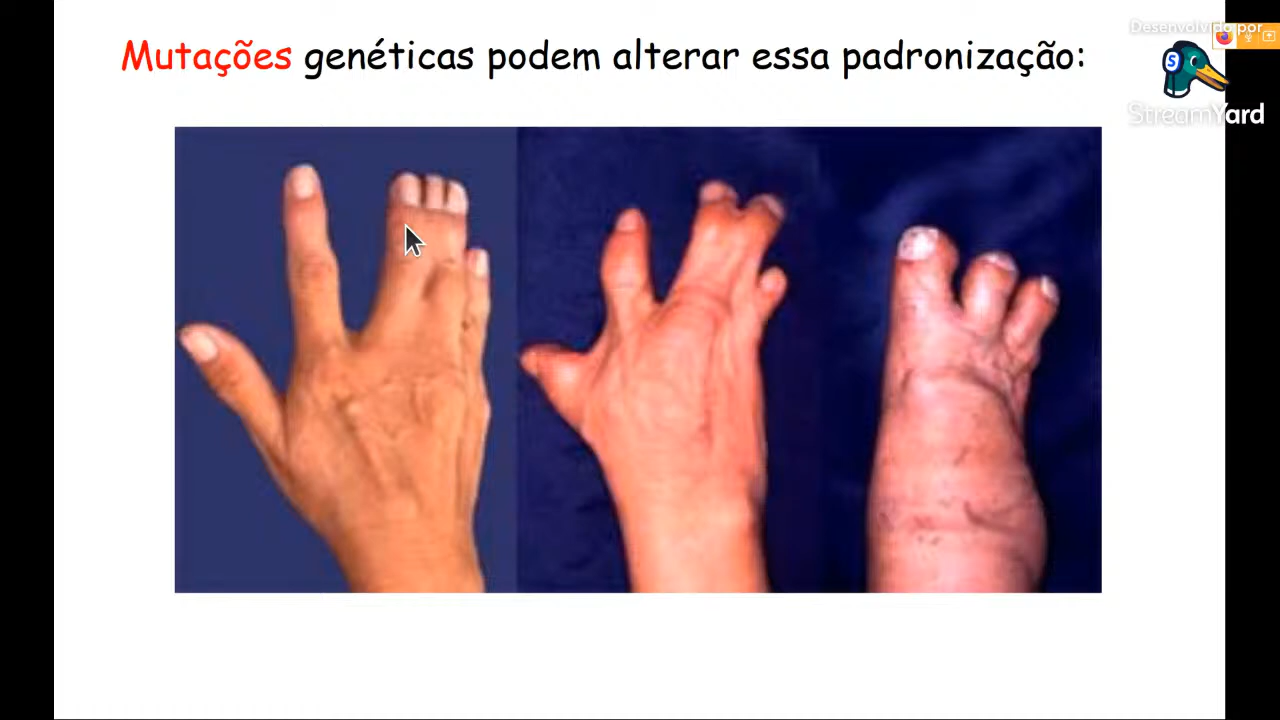 Desenvolvido por
Mutações genéticas podem alterar essa padronização:
S
StreamYard